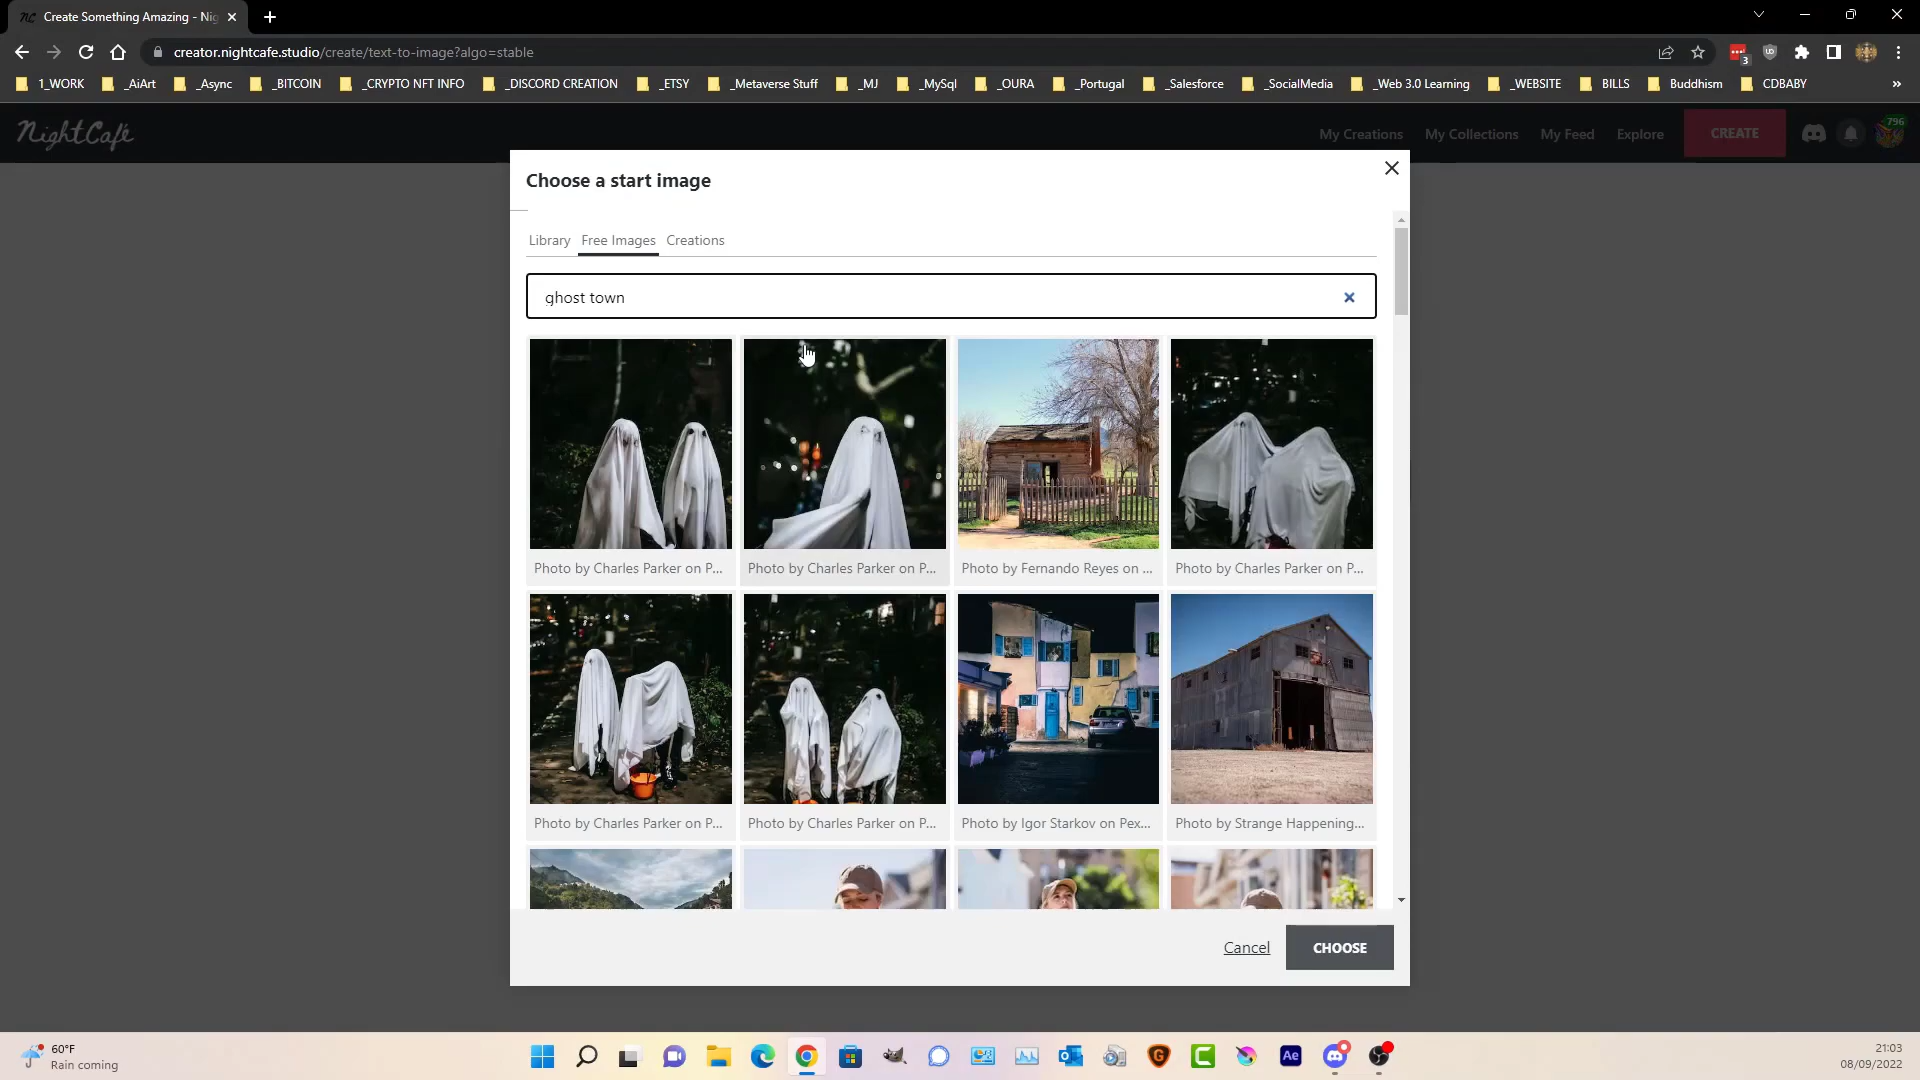 Create Something Amazing - Nig
creator.nightcafe.studio/create/text-to-image?algo=stable
3
1_WORK
_AiArt
_Async
_BITCOIN
_CRYPTO NFT INFO
_DISCORD CREATION
_ETSY
_Metaverse Stuff
_MJ
_MySql
_OURA
_Portugal
_Salesforce
_SocialMedia
_Web 3.0 Learning
_WEBSITE
BILLS
Buddhism
CDBABY
»
NightCafé
My Creations
My Collections
My Feed
Explore
CREATE
796
Choose a start image
Library
Free Images
Creations
ghost town
Photo by Charles Parker on P...
Photo by Charles Parker on P...
Photo by Fernando Reyes on ...
Photo by Charles Parker on P...
Photo by Charles Parker on P...
Photo by Charles Parker on P...
Photo by Igor Starkov on Pex...
Photo by Strange Happening...
Cancel
CHOOSE
60°F
Rain coming
Ae
21:03
08/09/2022